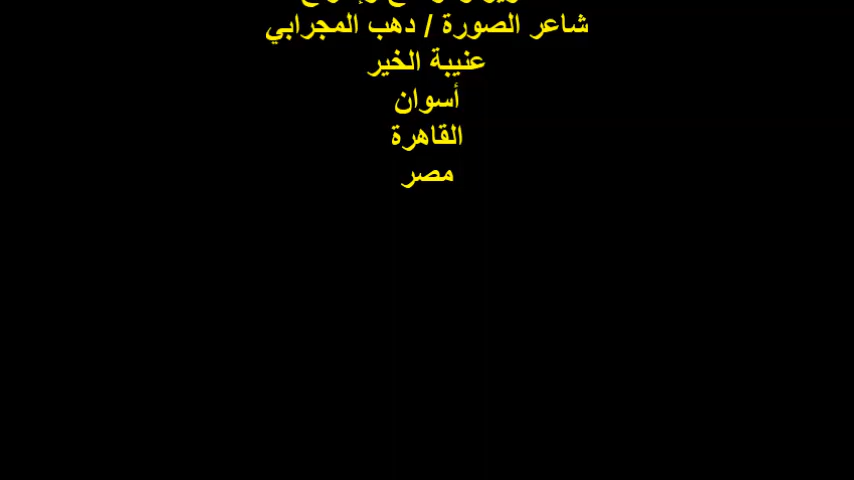 شاعر الصورة / دهب المجرابي
عنيبة الخير
أسوان
القاهرة
مصر